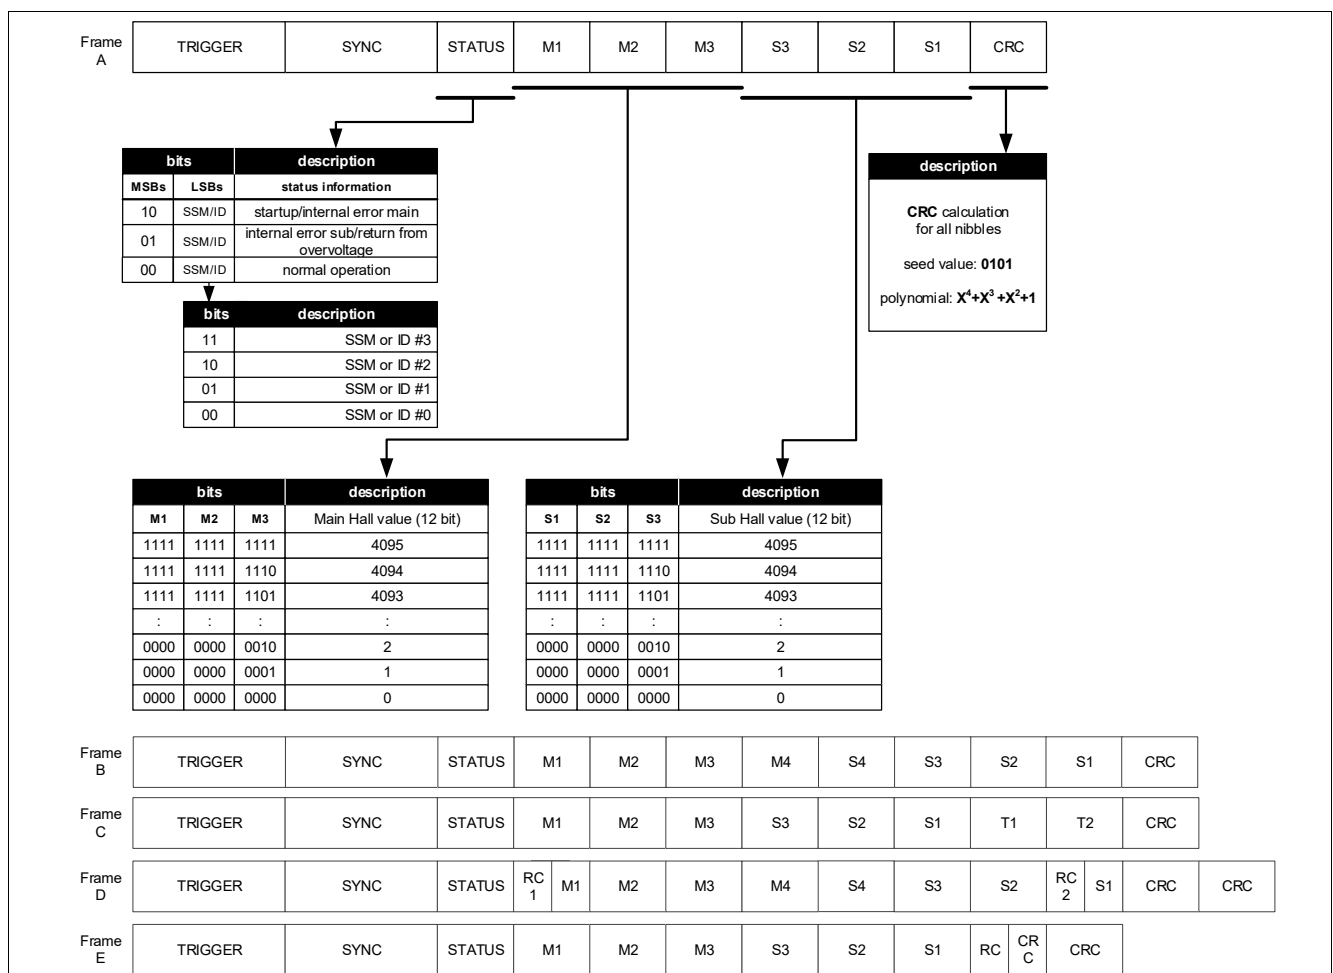 Frame A TRIGGER SYNC STATUS M1 M2 M3 S3 S2 S1 CRC
bits description
MSBs LSBs status information
10 SSM/ID startup/internal error main
01 SSM/ID internal error sub/return from overvoltage
00 SSM/ID normal operation
bits description
11 SSM or ID #3
10 SSM or ID #2
01 SSM or ID #1
00 SSM or ID #0
description
CRC calculation
for all nibbles
seed value: 0101
polynomial: X⁴+X³+X²+1
bits description
M1 M2 M3 Main Hall value (12 bit)
1111 1111 1111 4095
1111 1111 1110 4094
1111 1111 1101 4093
: : : :
0000 0000 0010 2
0000 0000 0001 1
0000 0000 0000 0
bits description
S1 S2 S3 Sub Hall value (12 bit)
1111 1111 1111 4095
1111 1111 1110 4094
1111 1111 1101 4093
: : : :
0000 0000 0010 2
0000 0000 0001 1
0000 0000 0000 0
Frame B TRIGGER SYNC STATUS M1 M2 M3 M4 S4 S3 S2 S1 CRC
Frame C TRIGGER SYNC STATUS M1 M2 M3 S3 S2 S1 T1 T2 CRC
Frame D TRIGGER SYNC STATUS RC 1 M1 M2 M3 M4 S4 S3 S2 RC 2 S1 CRC CRC
Frame E TRIGGER SYNC STATUS M1 M2 M3 S3 S2 S1 RC CR C CRC